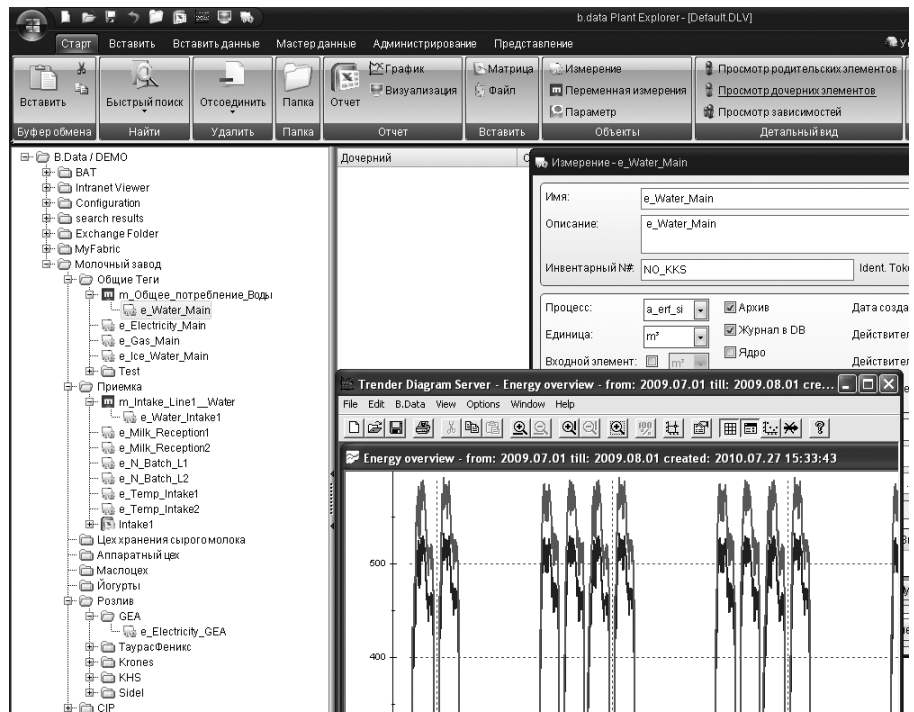 b.data Plant Explorer - [Default.DLV]
Старт Вставить Вставить данные Мастер данные Администрирование Представление
Вставить
Быстрый поиск
Отсоединить
Папка
Отчет
График
Визуализация
Матрица
Файл
Измерение
Переменная измерения
Параметр
Просмотр родительских элементов
Просмотр дочерних элементов
Просмотр зависимостей
Буфер обмена Найти Удалить Папка Отчет Вставить Объекты Детальный вид
B.Data / DEMO
BAT
Intranet Viewer
Configuration
search results
Exchange Folder
MyFabric
Молочный завод
Общие Теги
m_Общее_потребление_Воды
e_Water_Main
e_Electricity_Main
e_Gas_Main
e_Ice_Water_Main
Test
Приемка
m_Intake_Line1__Water
e_Water_Intake1
e_Milk_Reception1
e_Milk_Reception2
e_N_Batch_L1
e_N_Batch_L2
e_Temp_Intake1
e_Temp_Intake2
Intake1
Цех хранения сырого молока
Аппаратный цех
Маслоцех
Йогурты
Розлив
GEA
e_Electricity_GEA
ТаурасФеникс
Krones
KHS
Sidel
CIP
Дочерний
Измерение - e_Water_Main
Имя: e_Water_Main
Описание: e_Water_Main
Инвентарный N#: NO_KKS Ident. Tok
Процесс: a_erf_si Архив Дата созда
Единица: m³ Журнал в DB Действител
Ядро
Входной элемент: m³ Действител
Trender Diagram Server - Energy overview - from: 2009.07.01 till: 2009.08.01 cre...
File Edit B.Data View Options Window Help
Energy overview - from: 2009.07.01 till: 2009.08.01 created: 2010.07.27 15:33:43
500
400